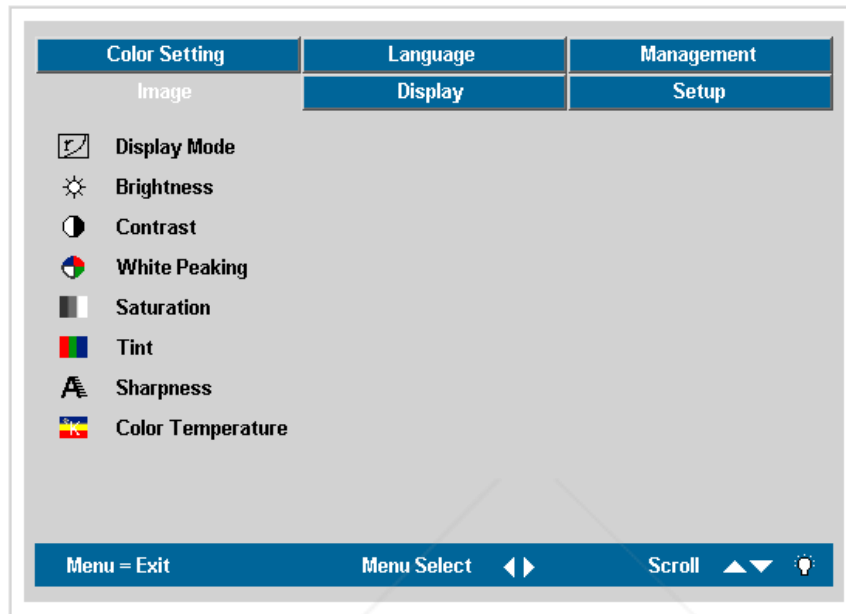 Color Setting Language Management
Image Display Setup
Display Mode
Brightness
Contrast
White Peaking
Saturation
Tint
Sharpness
Color Temperature
Menu = Exit Menu Select Scroll